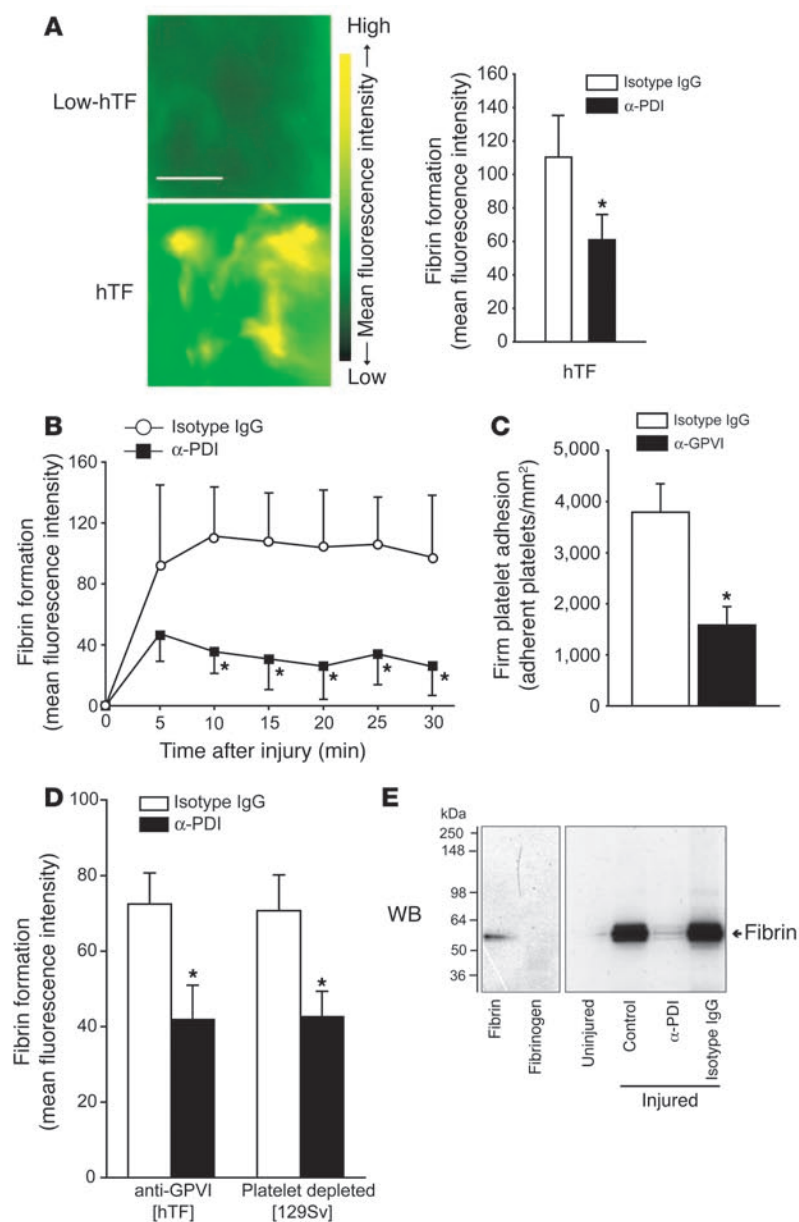 A
Low-hTF
hTF
High
← Mean fluorescence intensity →
Low
Isotype IgG
α-PDI
Fibrin formation
(mean fluorescence intensity)
160
140
120
100
80
60
40
20
0
*
hTF
B
Isotype IgG
α-PDI
Fibrin formation
(mean fluorescence intensity)
160
120
80
40
0
* * * * *
0 5 10 15 20 25 30
Time after injury (min)
C
Isotype IgG
α-GPVI
Firm platelet adhesion
(adherent platelets/mm²)
5,000
4,000
3,000
2,000
1,000
0
*
D
Isotype IgG
α-PDI
Fibrin formation
(mean fluorescence intensity)
100
80
60
40
20
0
* *
anti-GPVI
[hTF]
Platelet depleted
[129Sv]
E
kDa
250
148
98
64
50
36
WB
Fibrin
Fibrin
Fibrinogen
Uninjured
Control
α-PDI
Isotype IgG
Injured